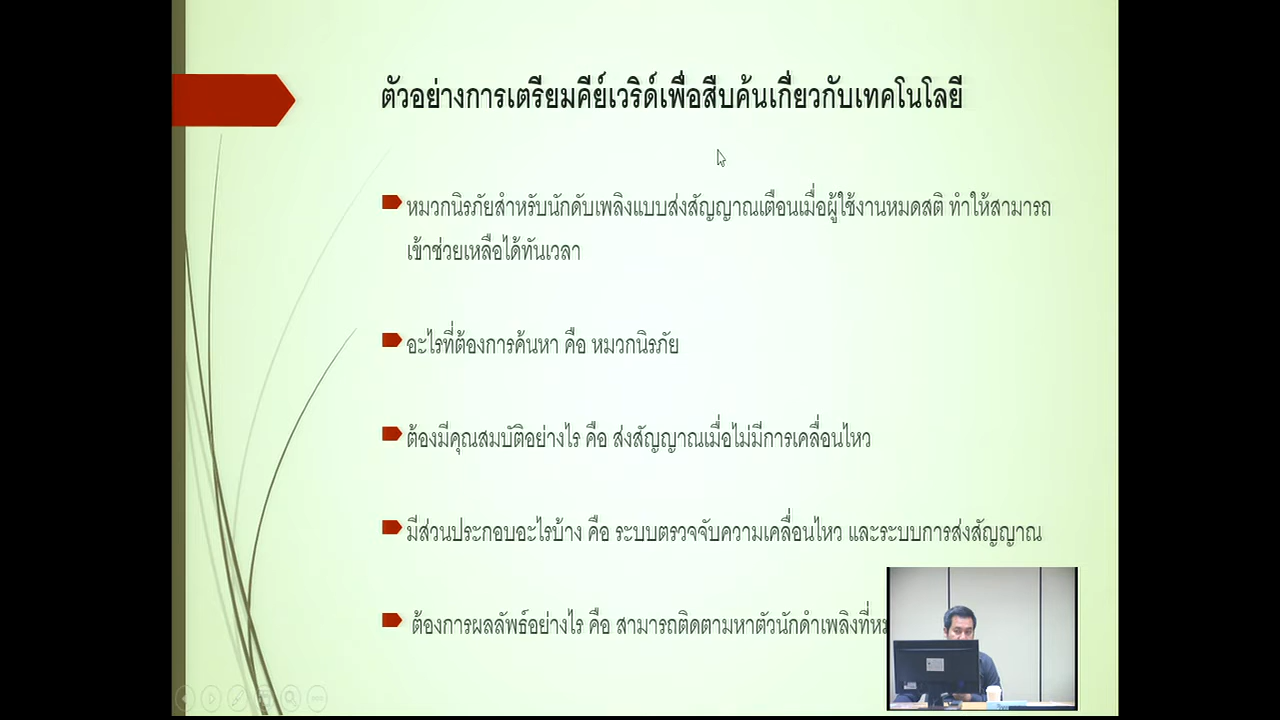 ตัวอย่างการเตรียมคีย์เวิร์ดเพื่อสืบค้นเกี่ยวกับเทคโนโลยี
หมวกนิรภัยสำหรับนักดับเพลิงแบบส่งสัญญาณเตือนเมื่อผู้ใช้งานหมดสติ ทำให้สามารถ
เข้าช่วยเหลือได้ทันเวลา
อะไรที่ต้องการค้นหา คือ หมวกนิรภัย
ต้องมีคุณสมบัติอย่างไร คือ ส่งสัญญาณเมื่อไม่มีการเคลื่อนไหว
มีส่วนประกอบอะไรบ้าง คือ ระบบตรวจจับความเคลื่อนไหว และระบบการส่งสัญญาณ
ต้องการผลลัพธ์อย่างไร คือ สามารถติดตามหาตัวนักดำเพลิงที่